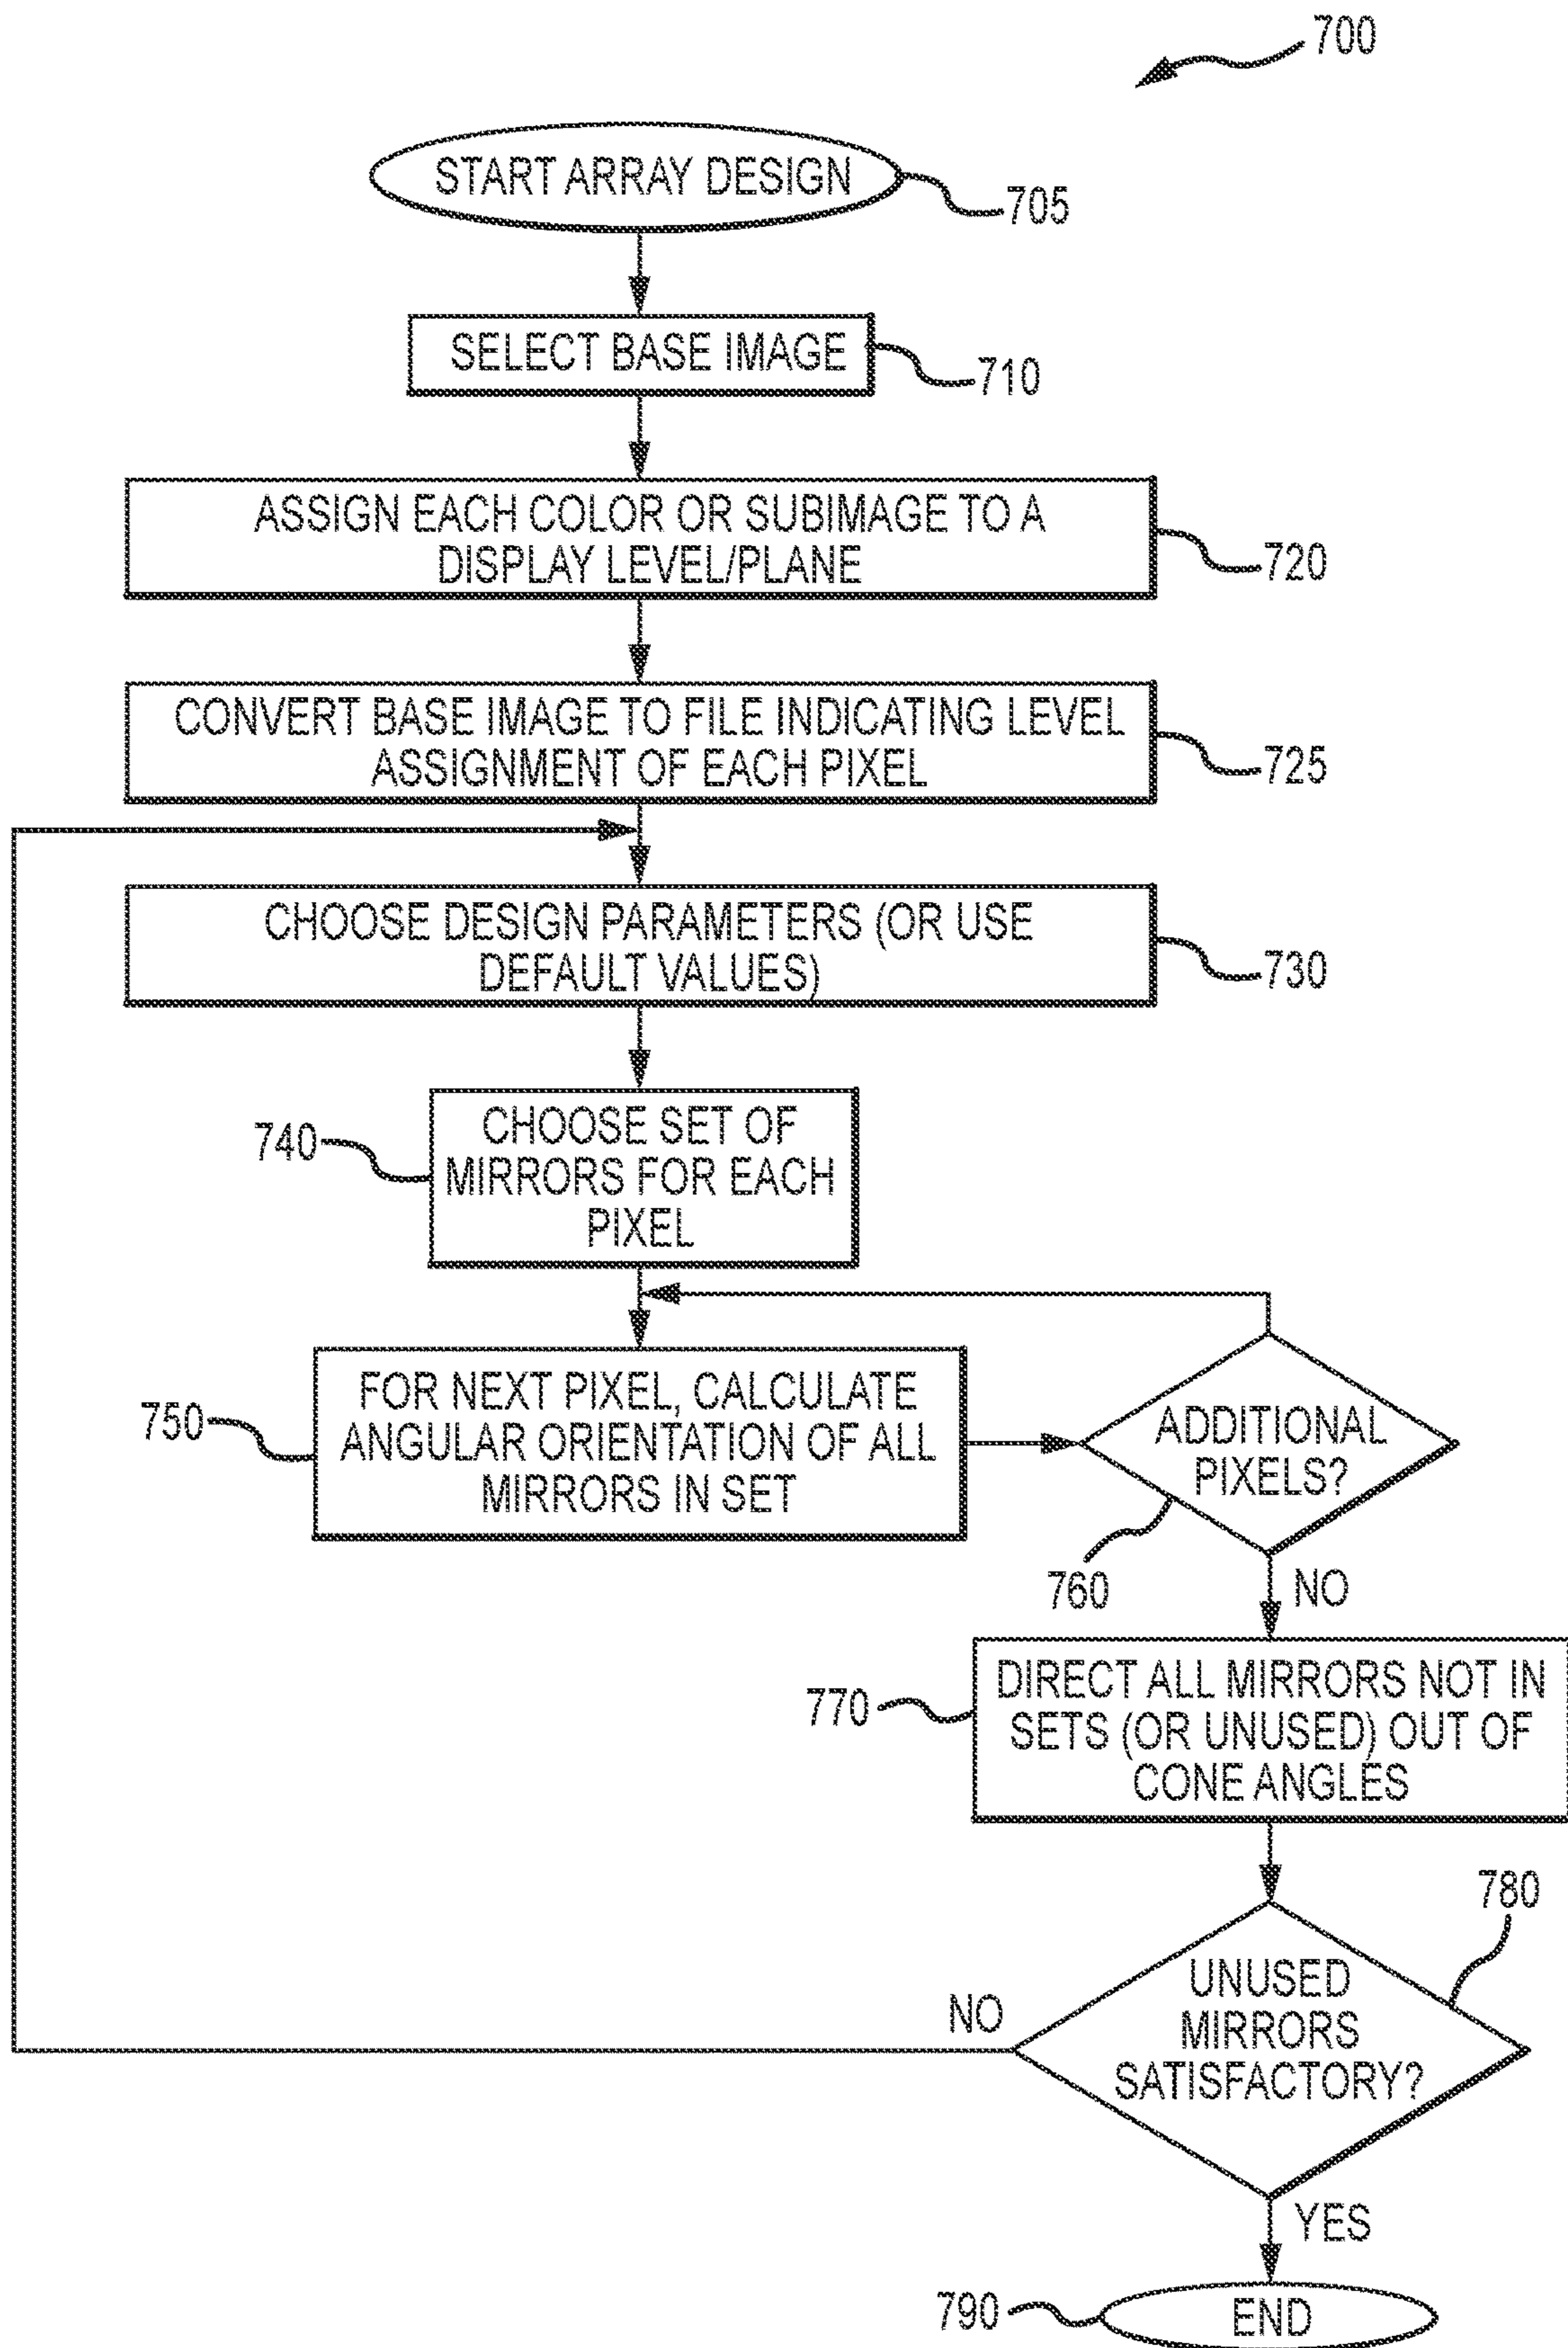 700
START ARRAY DESIGN
705
SELECT BASE IMAGE
710
ASSIGN EACH COLOR OR SUBIMAGE TO A
DISPLAY LEVEL/PLANE
720
CONVERT BASE IMAGE TO FILE INDICATING LEVEL
ASSIGNMENT OF EACH PIXEL
725
CHOOSE DESIGN PARAMETERS (OR USE
DEFAULT VALUES)
730
740
CHOOSE SET OF
MIRRORS FOR EACH
PIXEL
750
FOR NEXT PIXEL, CALCULATE
ANGULAR ORIENTATION OF ALL
MIRRORS IN SET
ADDITIONAL
PIXELS?
760
NO
770
DIRECT ALL MIRRORS NOT IN
SETS (OR UNUSED) OUT OF
CONE ANGLES
780
UNUSED
MIRRORS
SATISFACTORY?
NO
YES
790
END